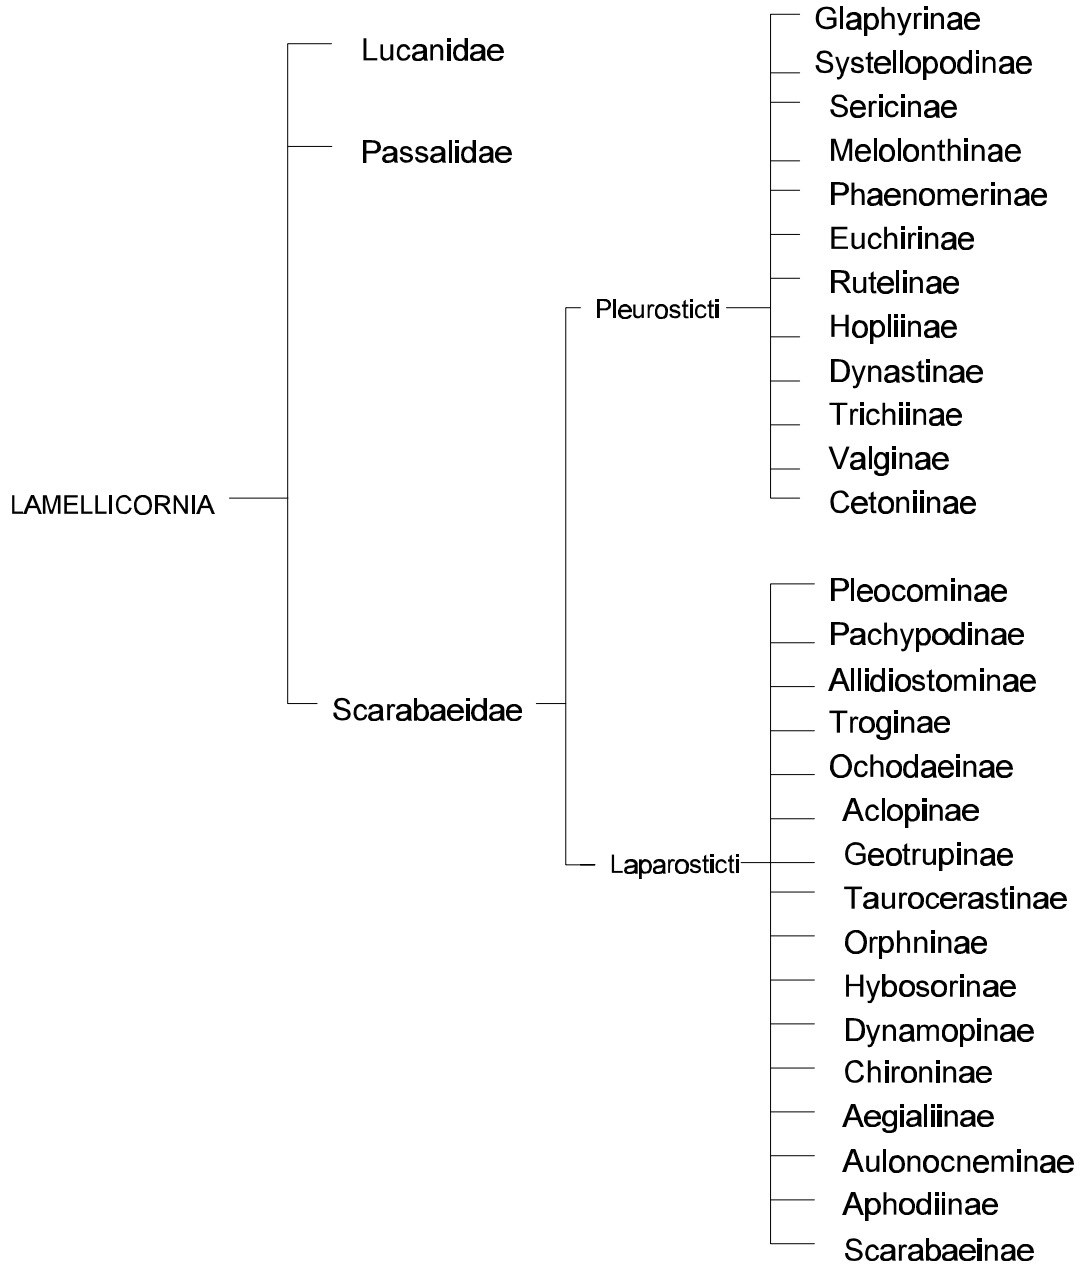 LAMELLICORNIA
Lucanidae
Passalidae
Scarabaeidae
Pleurosticti
Glaphyrinae
Systellopodinae
Sericinae
Melolonthinae
Phaenomerinae
Euchirinae
Rutelinae
Hopliinae
Dynastinae
Trichiinae
Valginae
Cetoniinae
Laparosticti
Pleocominae
Pachypodinae
Allidiostominae
Troginae
Ochodaeinae
Aclopinae
Geotrupinae
Taurocerastinae
Orphninae
Hybosorinae
Dynamopinae
Chironinae
Aegialiinae
Aulonocneminae
Aphodiinae
Scarabaeinae